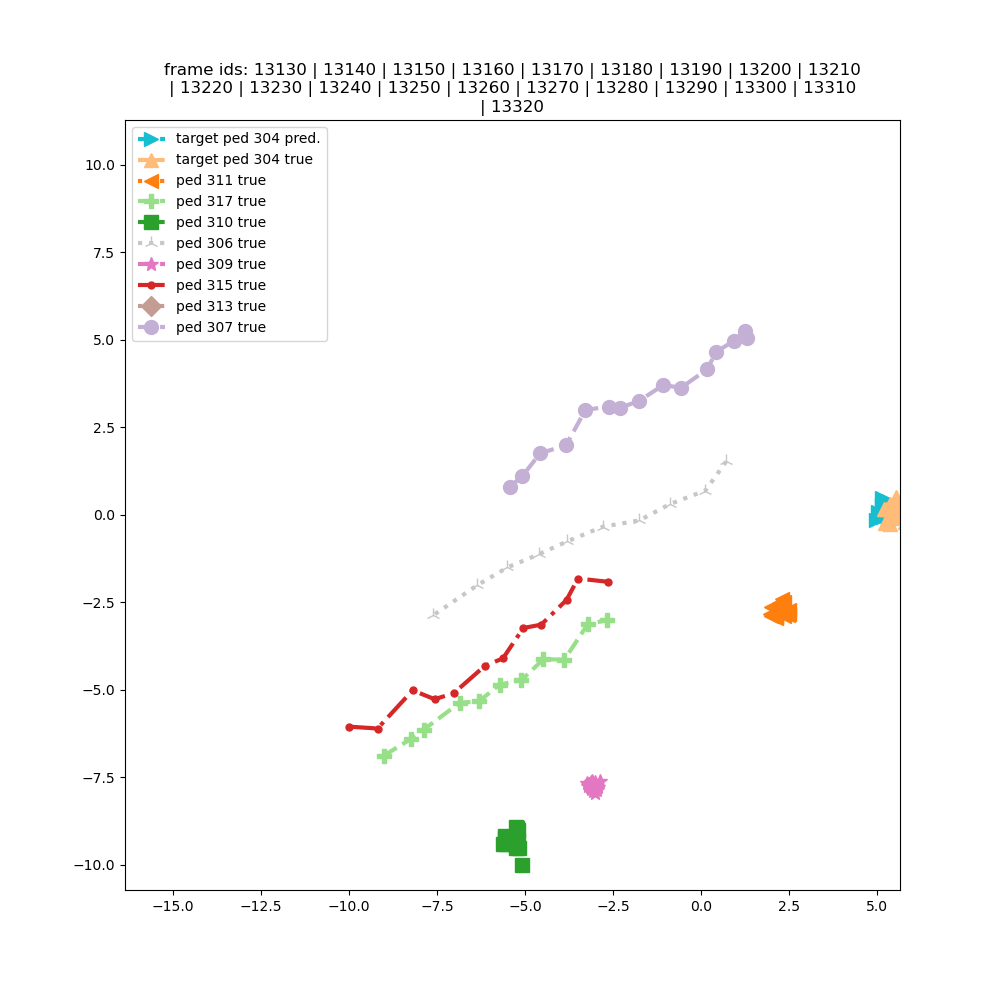 frame ids: 13130 | 13140 | 13150 | 13160 | 13170 | 13180 | 13190 | 13200 | 13210
| 13220 | 13230 | 13240 | 13250 | 13260 | 13270 | 13280 | 13290 | 13300 | 13310
| 13320
target ped 304 pred.
target ped 304 true
ped 311 true
ped 317 true
ped 310 true
ped 306 true
ped 309 true
ped 315 true
ped 313 true
ped 307 true
10.0
7.5
5.0
2.5
0.0
−2.5
−5.0
−7.5
−10.0
−15.0 −12.5 −10.0 −7.5 −5.0 −2.5 0.0 2.5 5.0